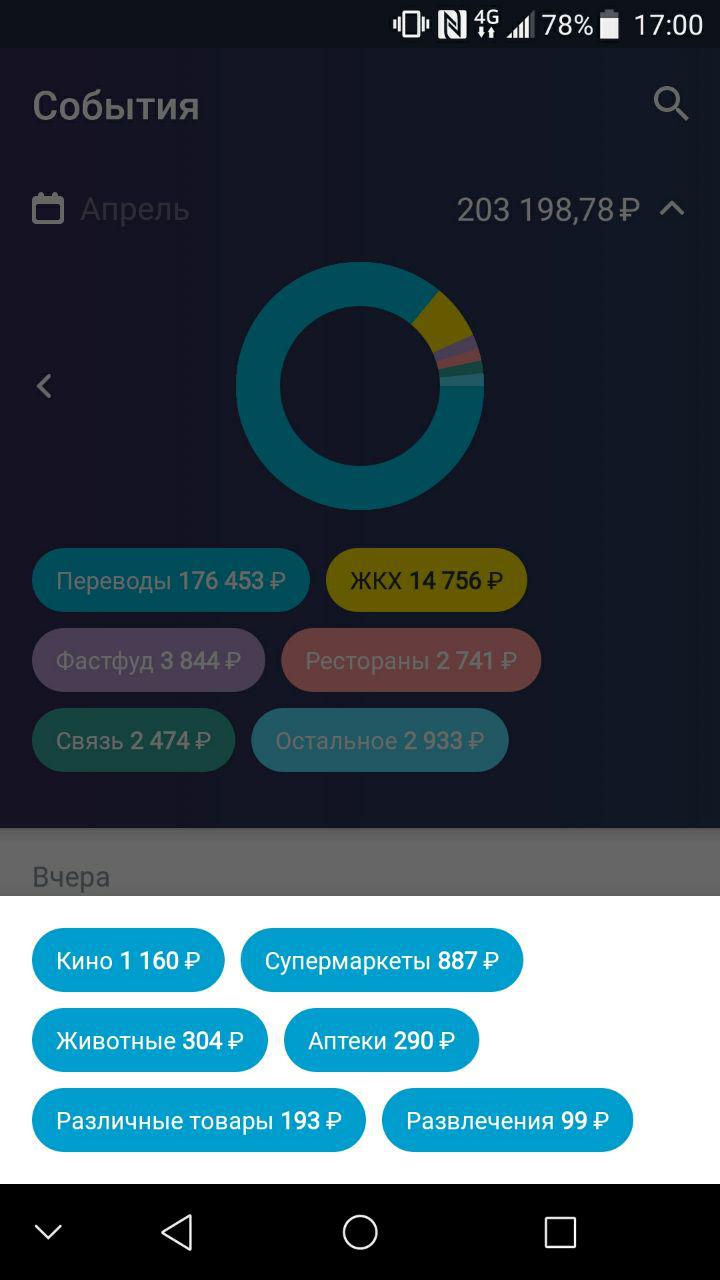 4G 78% 17:00
События
Апрель 203 198,78 ₽
Переводы 176 453 ₽ ЖКХ 14 756 ₽
Фастфуд 3 844 ₽ Рестораны 2 741 ₽
Связь 2 474 ₽ Остальное 2 933 ₽
Вчера
Кино 1 160 ₽ Супермаркеты 887 ₽
Животные 304 ₽ Аптеки 290 ₽
Различные товары 193 ₽ Развлечения 99 ₽